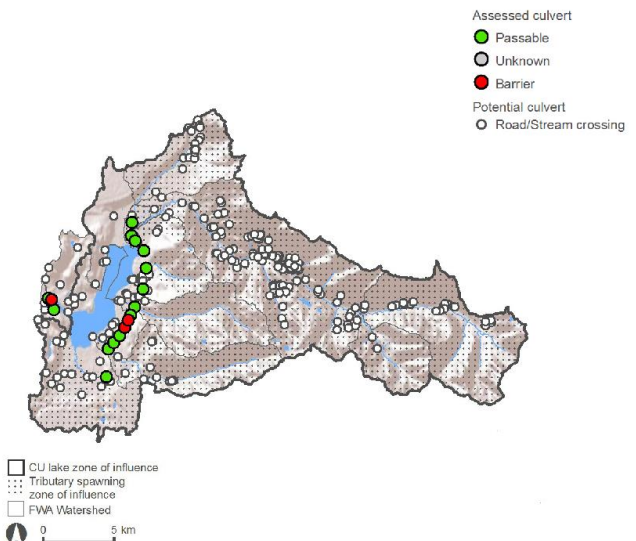 Assessed culvert
Passable
Unknown
Barrier
Potential culvert
Road/Stream crossing
CU lake zone of influence
Tributary spawning
zone of influence
FWA Watershed
0 5 km